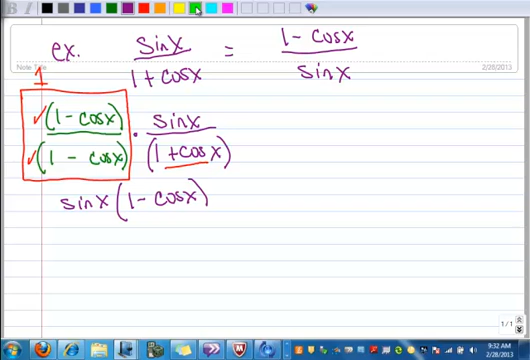 ex. sinx / 1 + cosx = 1 - cosx / sinx
Note Title
2/28/2013
1
(1 - cosx) / (1 - cosx) · sinx / (1 + cosx)
sinx (1 - cosx)
1 / 1
9:32 AM
2/28/2013